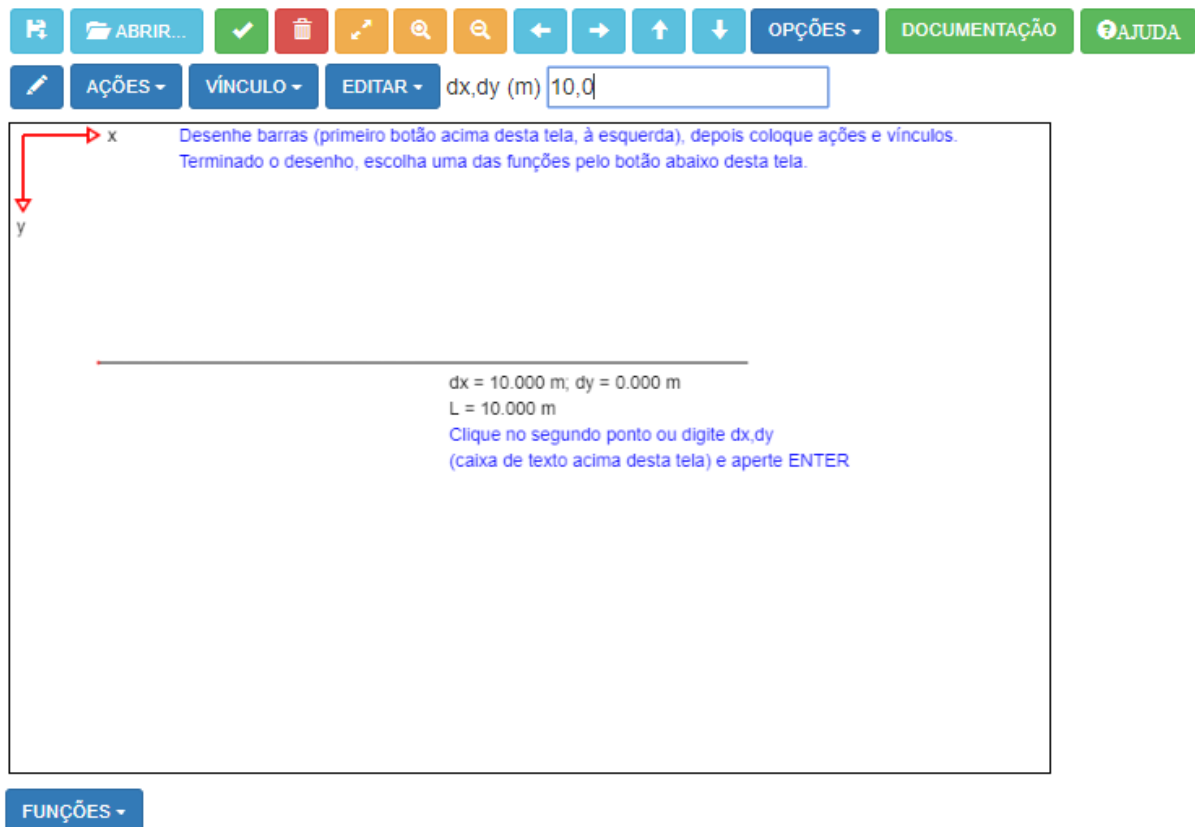 ABRIR... OPÇÕES DOCUMENTAÇÃO AJUDA
AÇÕES VÍNCULO EDITAR dx,dy (m) 10,0
x Desenhe barras (primeiro botão acima desta tela, à esquerda), depois coloque ações e vínculos.
Terminado o desenho, escolha uma das funções pelo botão abaixo desta tela.
y
dx = 10.000 m; dy = 0.000 m
L = 10.000 m
Clique no segundo ponto ou digite dx,dy
(caixa de texto acima desta tela) e aperte ENTER
FUNÇÕES